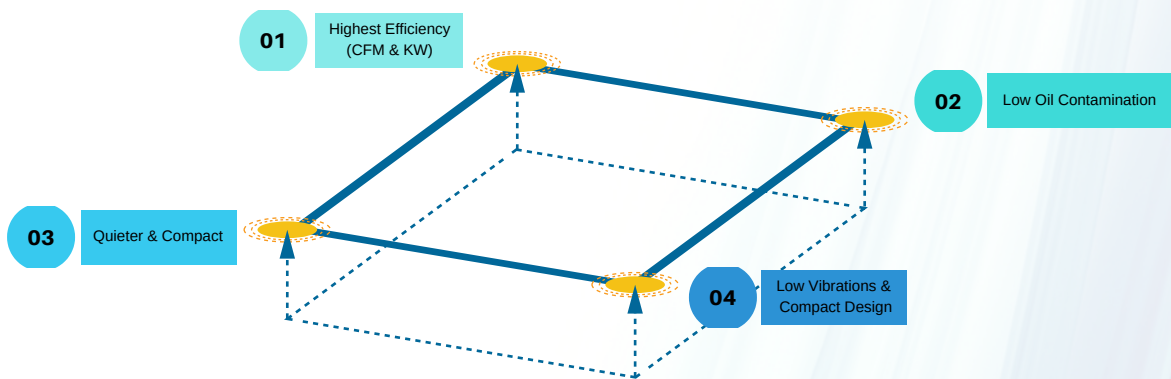 01
Highest Efficiency
(CFM & KW)
02
Low Oil Contamination
03
Quieter & Compact
04
Low Vibrations &
Compact Design